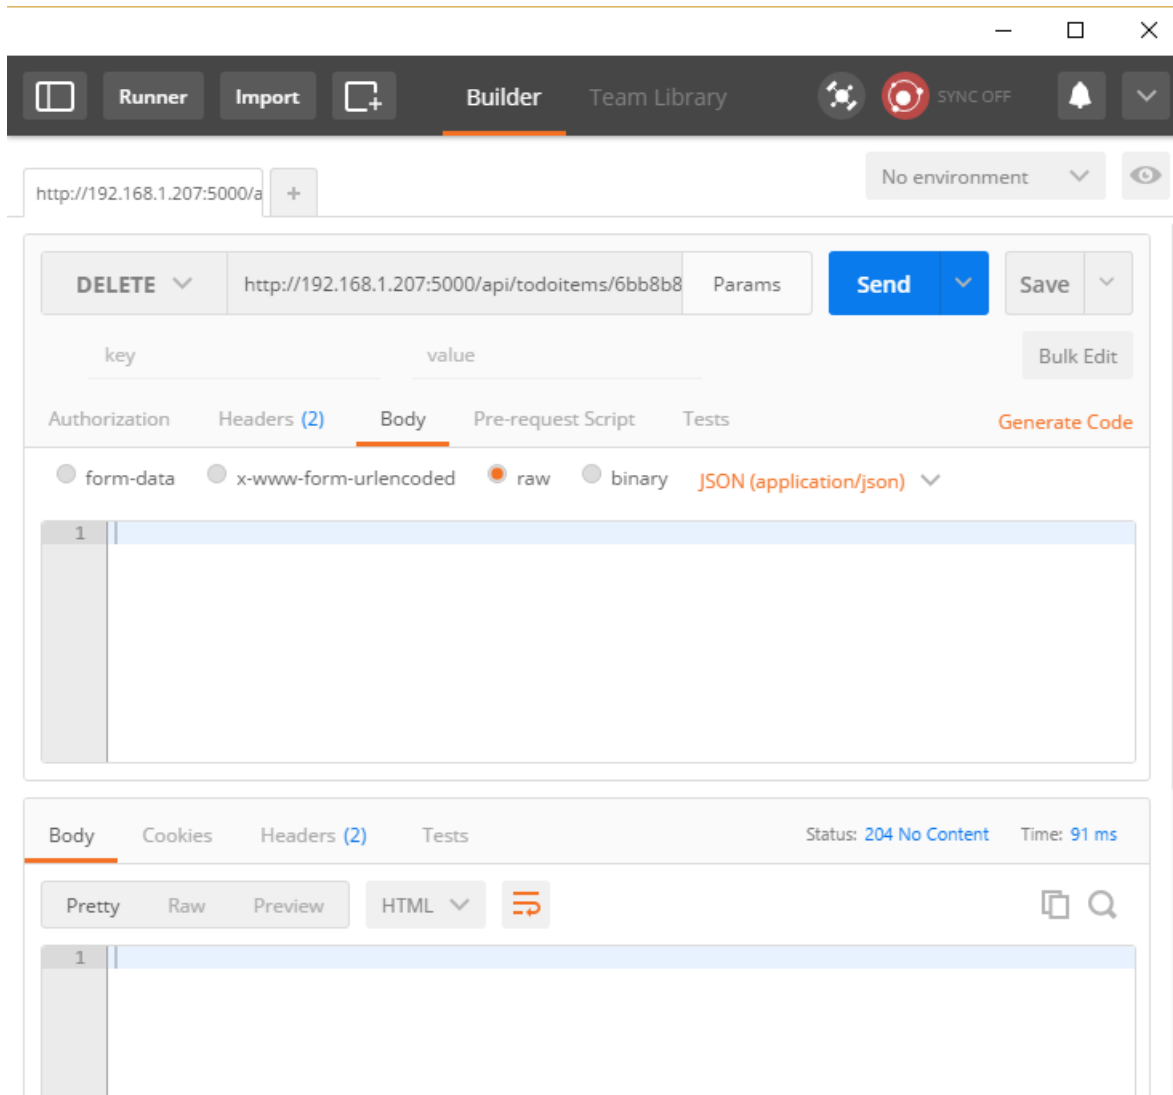 Runner Import Builder Team Library SYNC OFF
http://192.168.1.207:5000/a + No environment
DELETE http://192.168.1.207:5000/api/todoitems/6bb8b8 Params Send Save
key value Bulk Edit
Authorization Headers (2) Body Pre-request Script Tests Generate Code
form-data x-www-form-urlencoded raw binary JSON (application/json)
1
Body Cookies Headers (2) Tests Status: 204 No Content Time: 91 ms
Pretty Raw Preview HTML
1